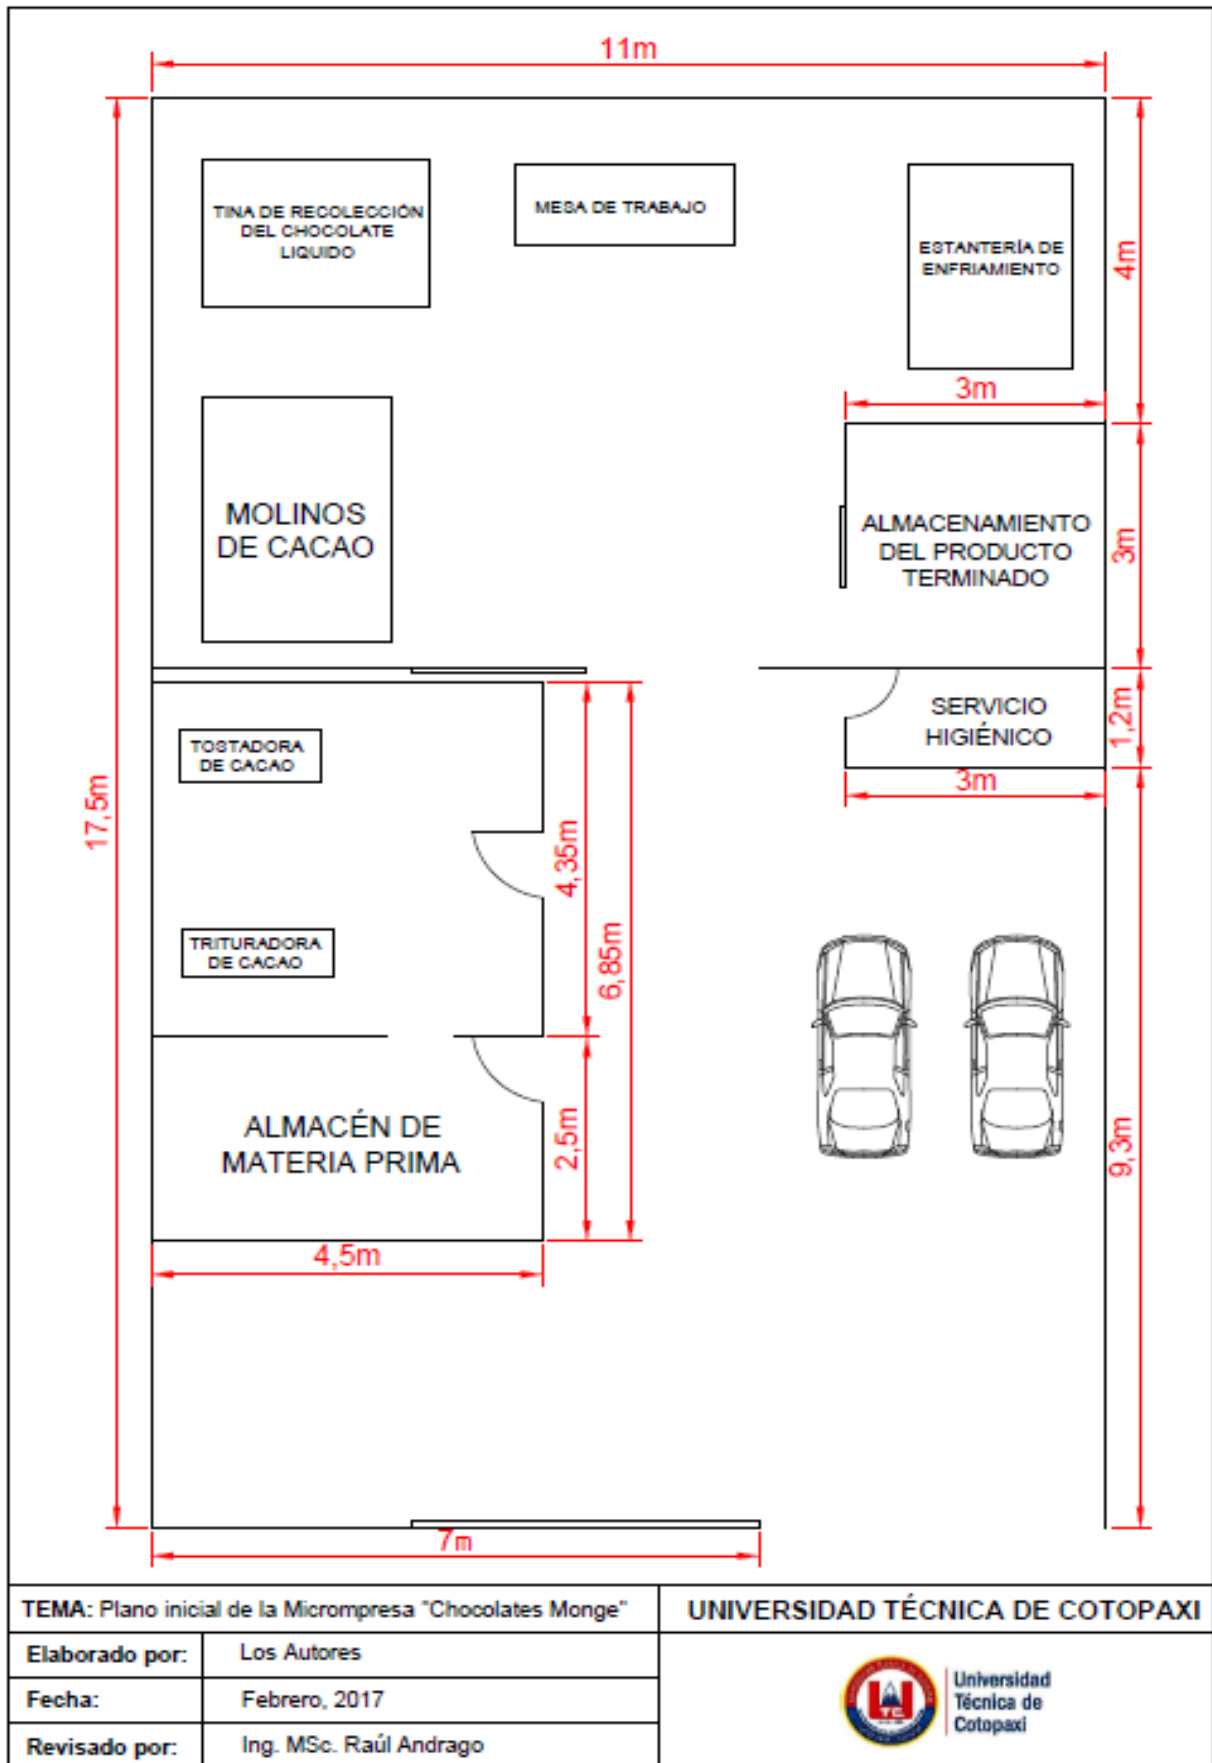 11m
TINA DE RECOLECCIÓN
DEL CHOCOLATE
LIQUIDO
MESA DE TRABAJO
ESTANTERÍA DE
ENFRIAMIENTO
4m
3m
MOLINOS
DE CACAO
ALMACENAMIENTO
DEL PRODUCTO
TERMINADO
3m
SERVICIO
HIGIÉNICO
1,2m
3m
TOSTADORA
DE CACAO
17,5m
4,35m
6,85m
TRITURADORA
DE CACAO
ALMACÉN DE
MATERIA PRIMA
2,5m
9,3m
4,5m
7m
TEMA: Plano inicial de la Micrompresa "Chocolates Monge"
UNIVERSIDAD TÉCNICA DE COTOPAXI
Elaborado por: Los Autores
Fecha: Febrero, 2017
Revisado por: Ing. MSc. Raúl Andrago
Universidad
Técnica de
Cotopaxi